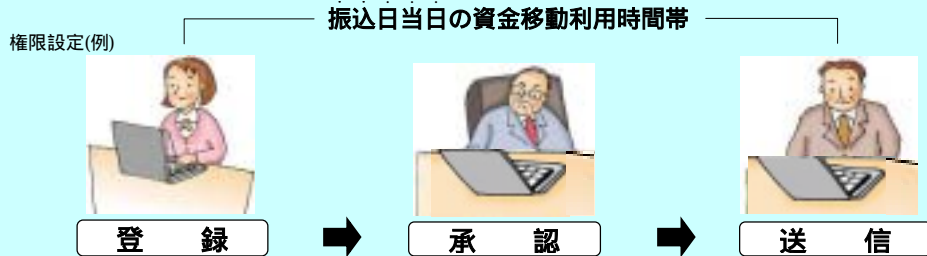 振込日当日の資金移動利用時間帯
権限設定(例)
登 録
承 認
送 信